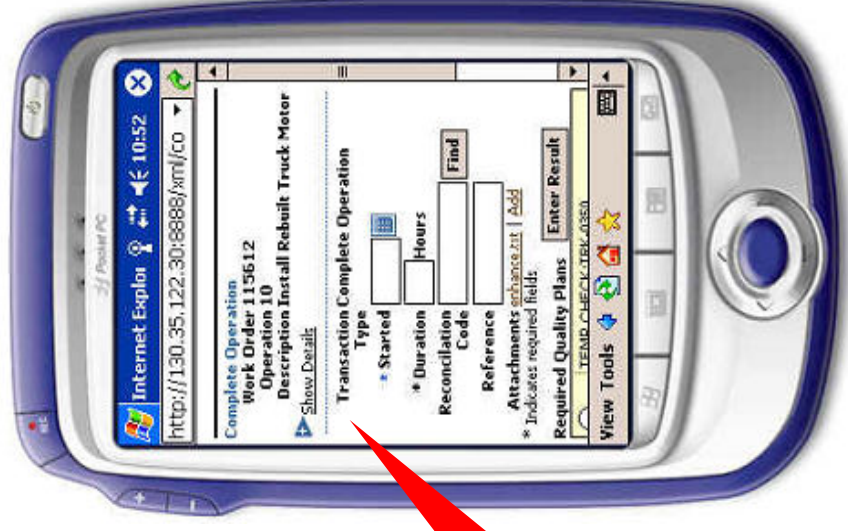 Pocket PC
Internet Explor 10:52
http://130.35.122.30:8888/xml/co
Complete Operation
Work Order 115612
Operation 10
Description Install Rebuilt Truck Motor
Show Details
Transaction Type Complete Operation
* Started
* Duration Hours
Reconciliation Code Find
Reference
Attachments enhance.txt | Add
* Indicates required fields
Required Quality Plans Enter Result
TEMP CHECK-TRK-0350
View Tools